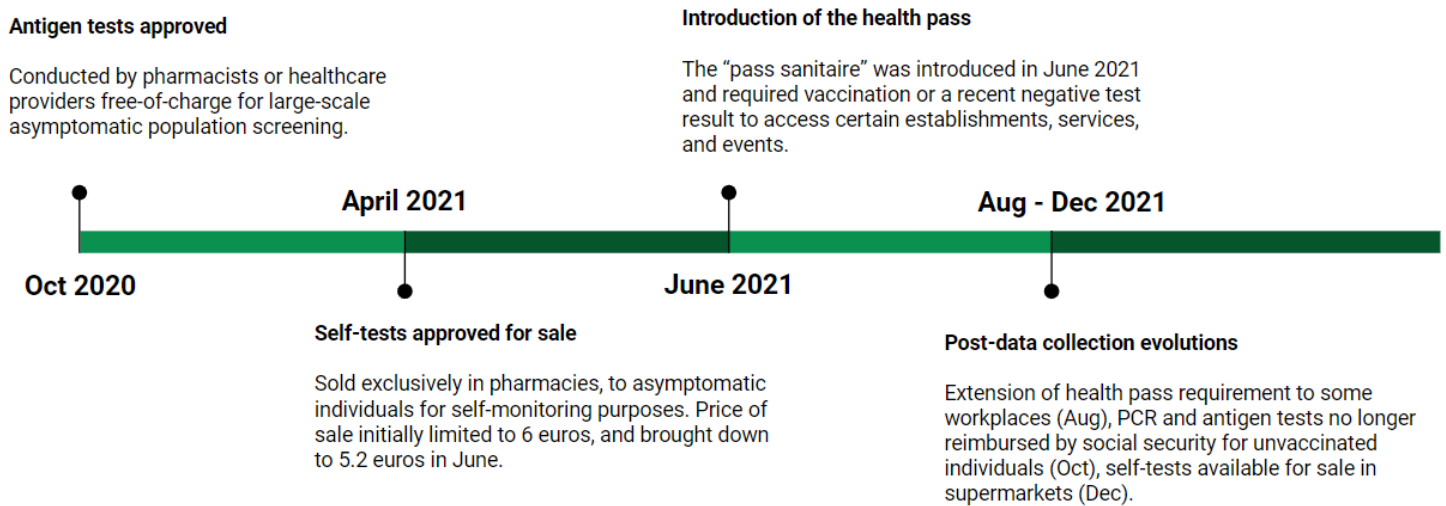 Antigen tests approved
Conducted by pharmacists or healthcare
providers free-of-charge for large-scale
asymptomatic population screening.
Introduction of the health pass
The “pass sanitaire” was introduced in June 2021
and required vaccination or a recent negative test
result to access certain establishments, services,
and events.
April 2021
Aug - Dec 2021
Oct 2020
June 2021
Self-tests approved for sale
Sold exclusively in pharmacies, to asymptomatic
individuals for self-monitoring purposes. Price of
sale initially limited to 6 euros, and brought down
to 5.2 euros in June.
Post-data collection evolutions
Extension of health pass requirement to some
workplaces (Aug), PCR and antigen tests no longer
reimbursed by social security for unvaccinated
individuals (Oct), self-tests available for sale in
supermarkets (Dec).